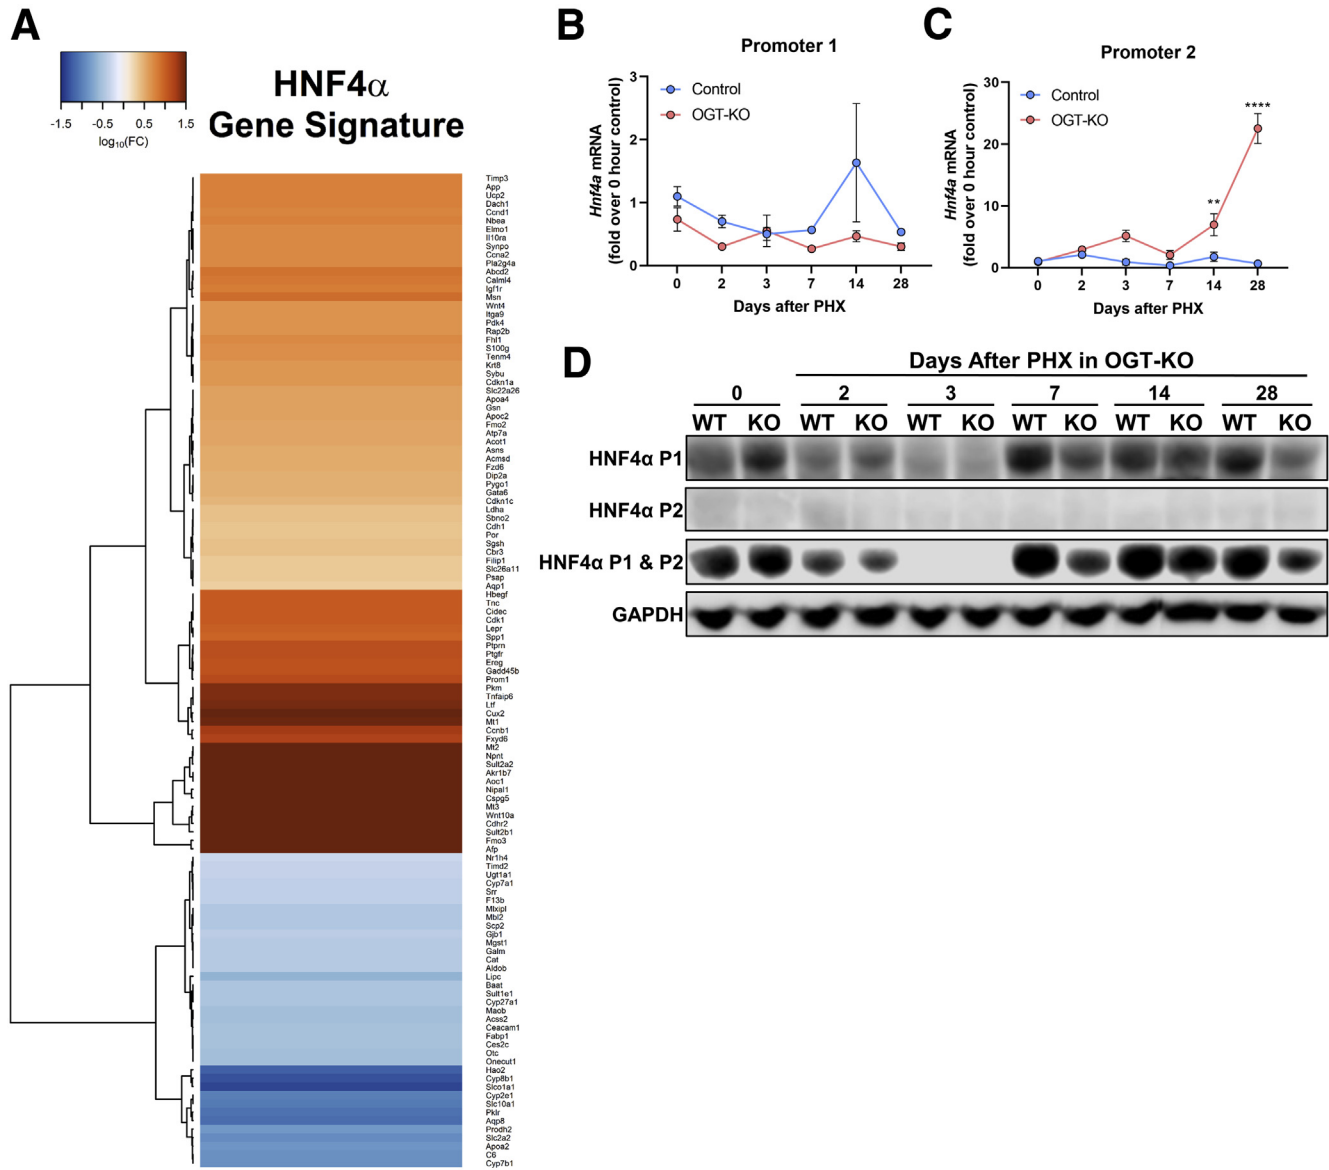 A
-1.5 -0.5 0.5 1.5
log10(FC)
HNF4α
Gene Signature
Timp3
App
Ucp2
Dach1
Ccnd1
Nbea
Elmo1
Il10ra
Synpo
Ccna2
Pla2g4a
Abcd2
Calml4
Igf1r
Msn
Wnt4
Itga9
Pdk4
Rap2b
Fhl1
S100g
Tenm4
Krt8
Sybu
Cdkn1a
Slc22a26
Apoa4
Gsn
Apoc2
Fmo2
Atp7a
Acot1
Asns
Acmsd
Fzd6
Dip2a
Pygo1
Gata6
Cdkn1c
Ldha
Sbno2
Cdh1
Por
Sgsh
Cbr3
Filip1
Slc26a11
Psap
Aqp1
Hbegf
Tnc
Cidec
Cdk1
Lepr
Spp1
Ptprn
Ptgfr
Ereg
Gadd45b
Prom1
Pkm
Tnfaip6
Ltf
Cux2
Mt1
Ccnb1
Fxyd6
Mt2
Npnt
Sult2a2
Akr1b7
Aoc1
Nipal1
Cspg5
Mt3
Wnt10a
Cdhr2
Sult2b1
Fmo3
Afp
Nr1h4
Timd2
Ugt1a1
Cyp7a1
Srr
F13b
Mlxipl
Mbl2
Scp2
Gjb1
Mgst1
Galm
Cat
Aldob
Lipc
Baat
Sult1e1
Cyp27a1
Maob
Acss2
Ceacam1
Fabp1
Ces2c
Otc
Onecut1
Hao2
Cyp8b1
Slco1a1
Cyp2e1
Slc10a1
Pklr
Aqp8
Prodh2
Slc2a2
Apoa2
C6
Cyp7b1
B
Promoter 1
Hnf4a mRNA
(fold over 0 hour control)
3
2
1
0
Control
OGT-KO
0 2 3 7 14 28
Days after PHX
C
Promoter 2
Hnf4a mRNA
(fold over 0 hour control)
30
20
10
0
Control
OGT-KO
**
****
0 2 3 7 14 28
Days after PHX
D
Days After PHX in OGT-KO
0 2 3 7 14 28
WT KO WT KO WT KO WT KO WT KO WT KO
HNF4α P1
HNF4α P2
HNF4α P1 & P2
GAPDH